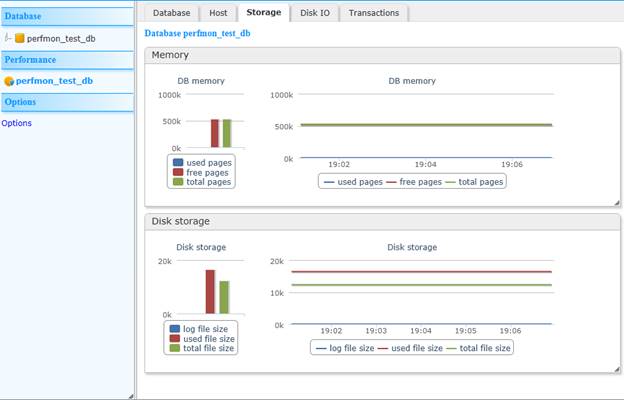 Database
perfmon_test_db
Performance
perfmon_test_db
Options
Options
Database Host Storage Disk IO Transactions
Database perfmon_test_db
Memory
DB memory
1000k
500k
0k
used pages
free pages
total pages
DB memory
1000k
500k
0k
19:02 19:04 19:06
used pages free pages total pages
Disk storage
Disk storage
20k
10k
0k
log file size
used file size
total file size
Disk storage
20k
10k
0k
19:02 19:03 19:04 19:05 19:06
log file size used file size total file size